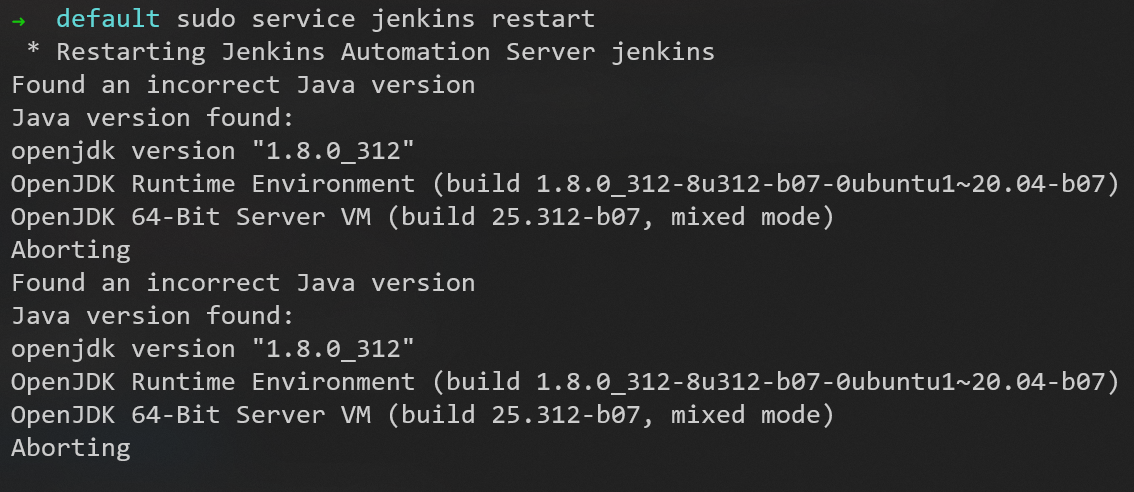 → default sudo service jenkins restart
* Restarting Jenkins Automation Server jenkins
Found an incorrect Java version
Java version found:
openjdk version "1.8.0_312"
OpenJDK Runtime Environment (build 1.8.0_312-8u312-b07-0ubuntu1~20.04-b07)
OpenJDK 64-Bit Server VM (build 25.312-b07, mixed mode)
Aborting
Found an incorrect Java version
Java version found:
openjdk version "1.8.0_312"
OpenJDK Runtime Environment (build 1.8.0_312-8u312-b07-0ubuntu1~20.04-b07)
OpenJDK 64-Bit Server VM (build 25.312-b07, mixed mode)
Aborting